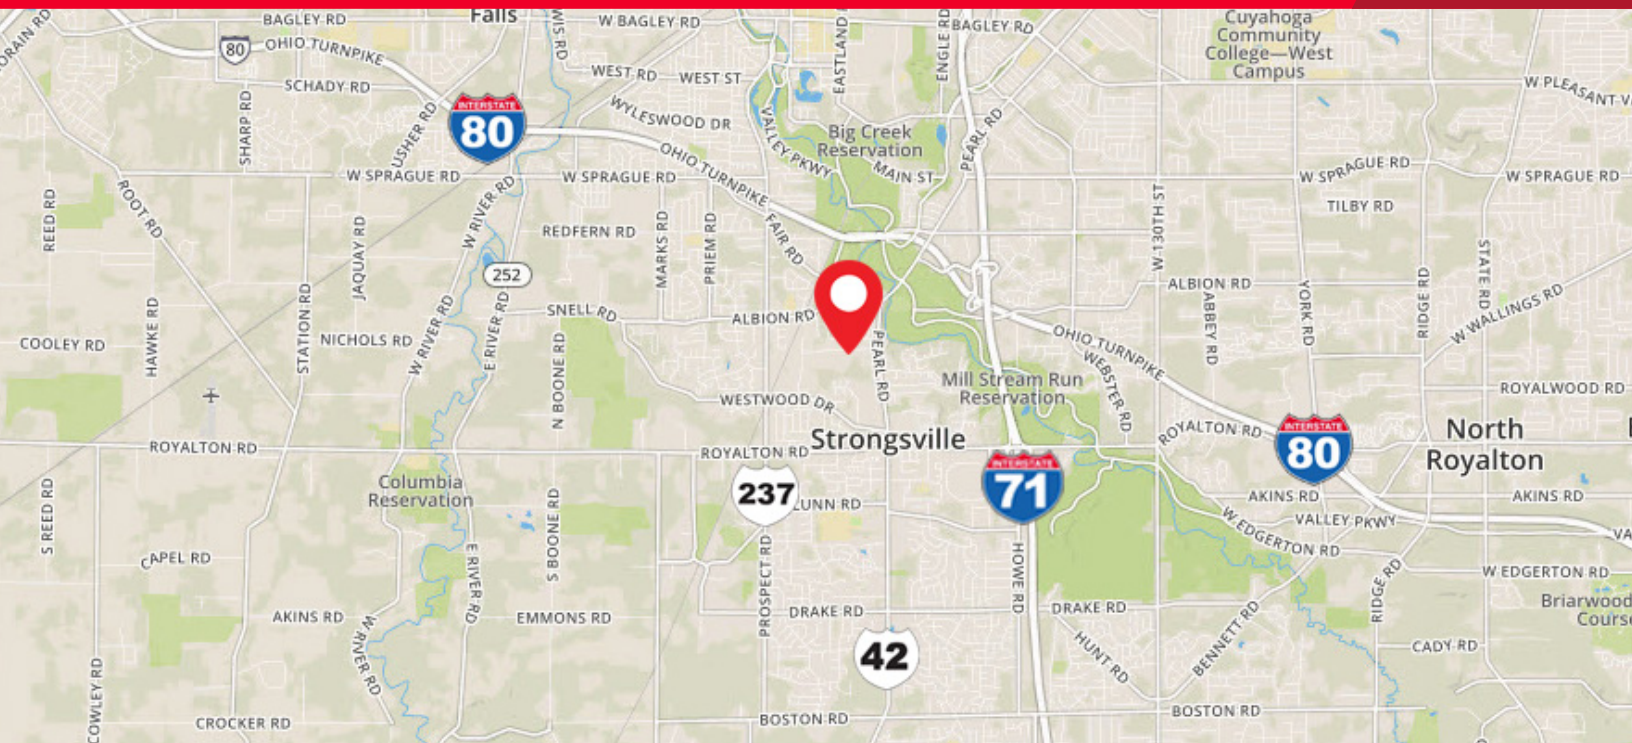 BAGLEY RD
Falls
W BAGLEY RD
EASTLAND
ENGLE RD
BAGLEY RD
Cuyahoga
Community
College—West
Campus
80
OHIO TURNPIKE
SCHADY RD
WEST RD
WEST ST
W PLEASANT V
SHARP RD
USHER RD
INTERSTATE
80
WYLESWOOD DR
VALLEY PKWY
Big Creek
Reservation
PEARL RD
MAIN ST
OHIO TURNPIKE
W SPRAGUE RD
W SPRAGUE RD
W SPRAGUE RD
W SPRAGUE RD
REED RD
ROOT RD
JAQUAY RD
W RIVER RD
REDFERN RD
MARKS RD
PRIEM RD
FAIR RD
W 130TH ST
TILBY RD
STATE RD
252
HAWKE RD
STATION RD
W RIVER RD
E RIVER RD
SNELL RD
ALBION RD
ALBION RD
ABBEY RD
YORK RD
RIDGE RD
W WALLINGS RD
COOLEY RD
NICHOLS RD
N BOONE RD
PEARL RD
OHIO TURNPIKE
WEBSTER RD
Mill Stream Run
Reservation
ROYALWOOD RD
WESTWOOD DR
ROYALTON RD
ROYALTON RD
Strongsville
ROYALTON RD
INTERSTATE
80
North
Royalton
S REED RD
Columbia
Reservation
S BOONE RD
237
LUNN RD
INTERSTATE
71
AKINS RD
AKINS RD
W EDGERTON RD
VALLEY PKWY
VA
CAPEL RD
E RIVER RD
PROSPECT RD
HOWE RD
W EDGERTON RD
RIDGE RD
AKINS RD
W RIVER RD
EMMONS RD
DRAKE RD
DRAKE RD
HUNT RD
BENNETT RD
Briarwood
Course
CADY RD
42
COWLEY RD
CROCKER RD
BOSTON RD
BOSTON RD